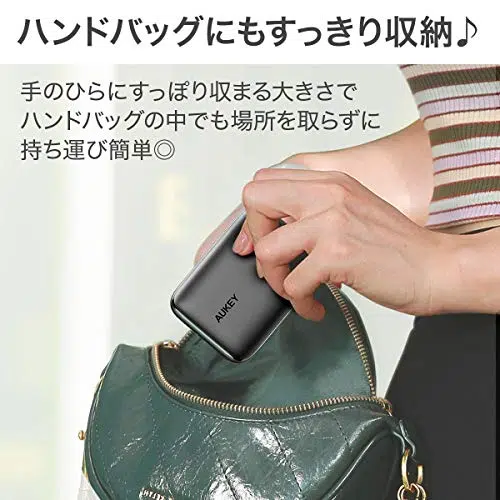 ハンドバッグにもすっきり収納♪
手のひらにすっぽり収まる大きさで
ハンドバッグの中でも場所を取らずに
持ち運び簡単◎
AUKEY